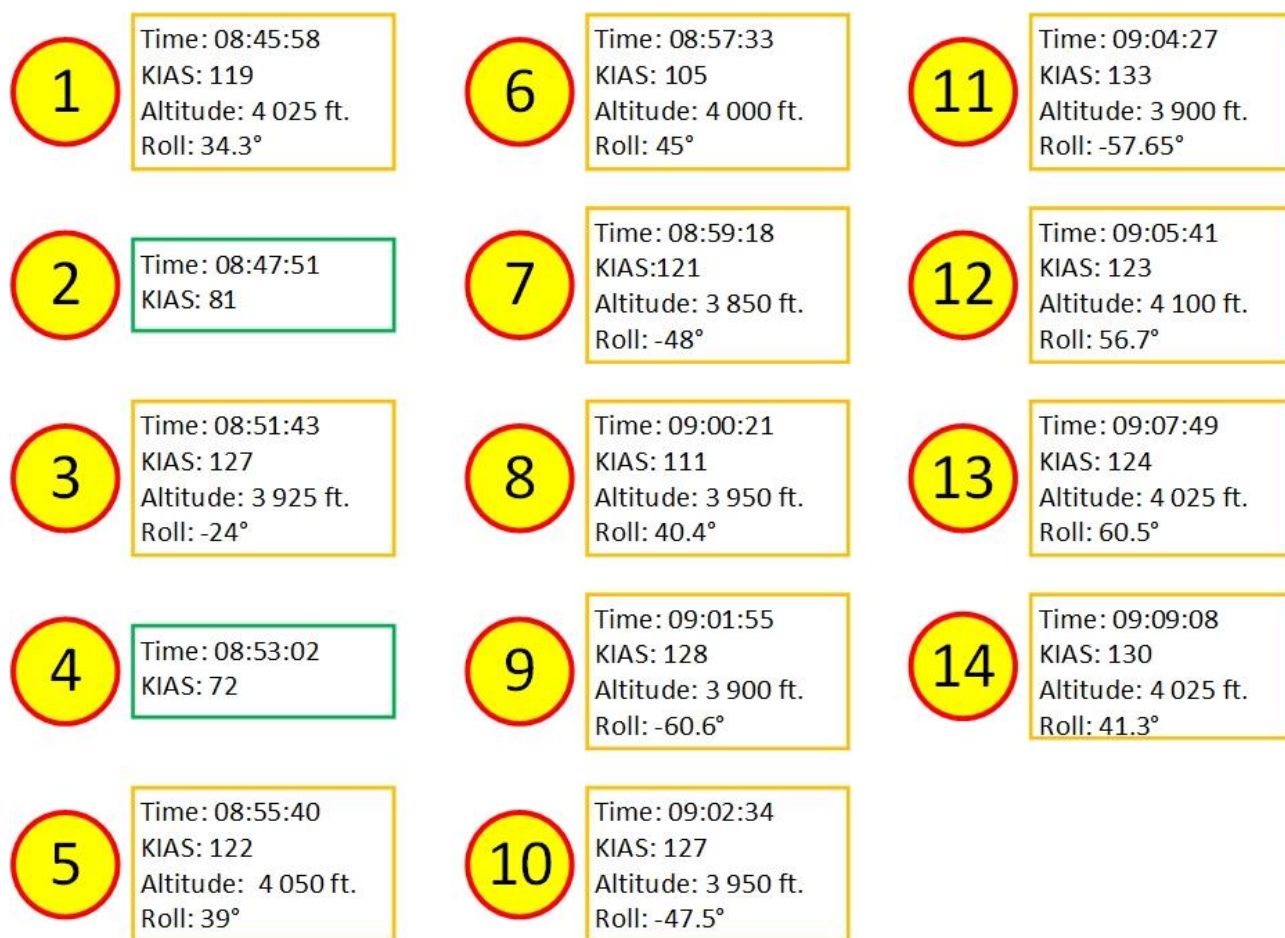 1
Time: 08:45:58
KIAS: 119
Altitude: 4 025 ft.
Roll: 34.3°
2
Time: 08:47:51
KIAS: 81
3
Time: 08:51:43
KIAS: 127
Altitude: 3 925 ft.
Roll: -24°
4
Time: 08:53:02
KIAS: 72
5
Time: 08:55:40
KIAS: 122
Altitude:  4 050 ft.
Roll: 39°
6
Time: 08:57:33
KIAS: 105
Altitude: 4 000 ft.
Roll: 45°
7
Time: 08:59:18
KIAS:121
Altitude: 3 850 ft.
Roll: -48°
8
Time: 09:00:21
KIAS: 111
Altitude: 3 950 ft.
Roll: 40.4°
9
Time: 09:01:55
KIAS: 128
Altitude: 3 900 ft.
Roll: -60.6°
10
Time: 09:02:34
KIAS: 127
Altitude: 3 950 ft.
Roll: -47.5°
11
Time: 09:04:27
KIAS: 133
Altitude: 3 900 ft.
Roll: -57.65°
12
Time: 09:05:41
KIAS: 123
Altitude: 4 100 ft.
Roll: 56.7°
13
Time: 09:07:49
KIAS: 124
Altitude: 4 025 ft.
Roll: 60.5°
14
Time: 09:09:08
KIAS: 130
Altitude: 4 025 ft.
Roll: 41.3°